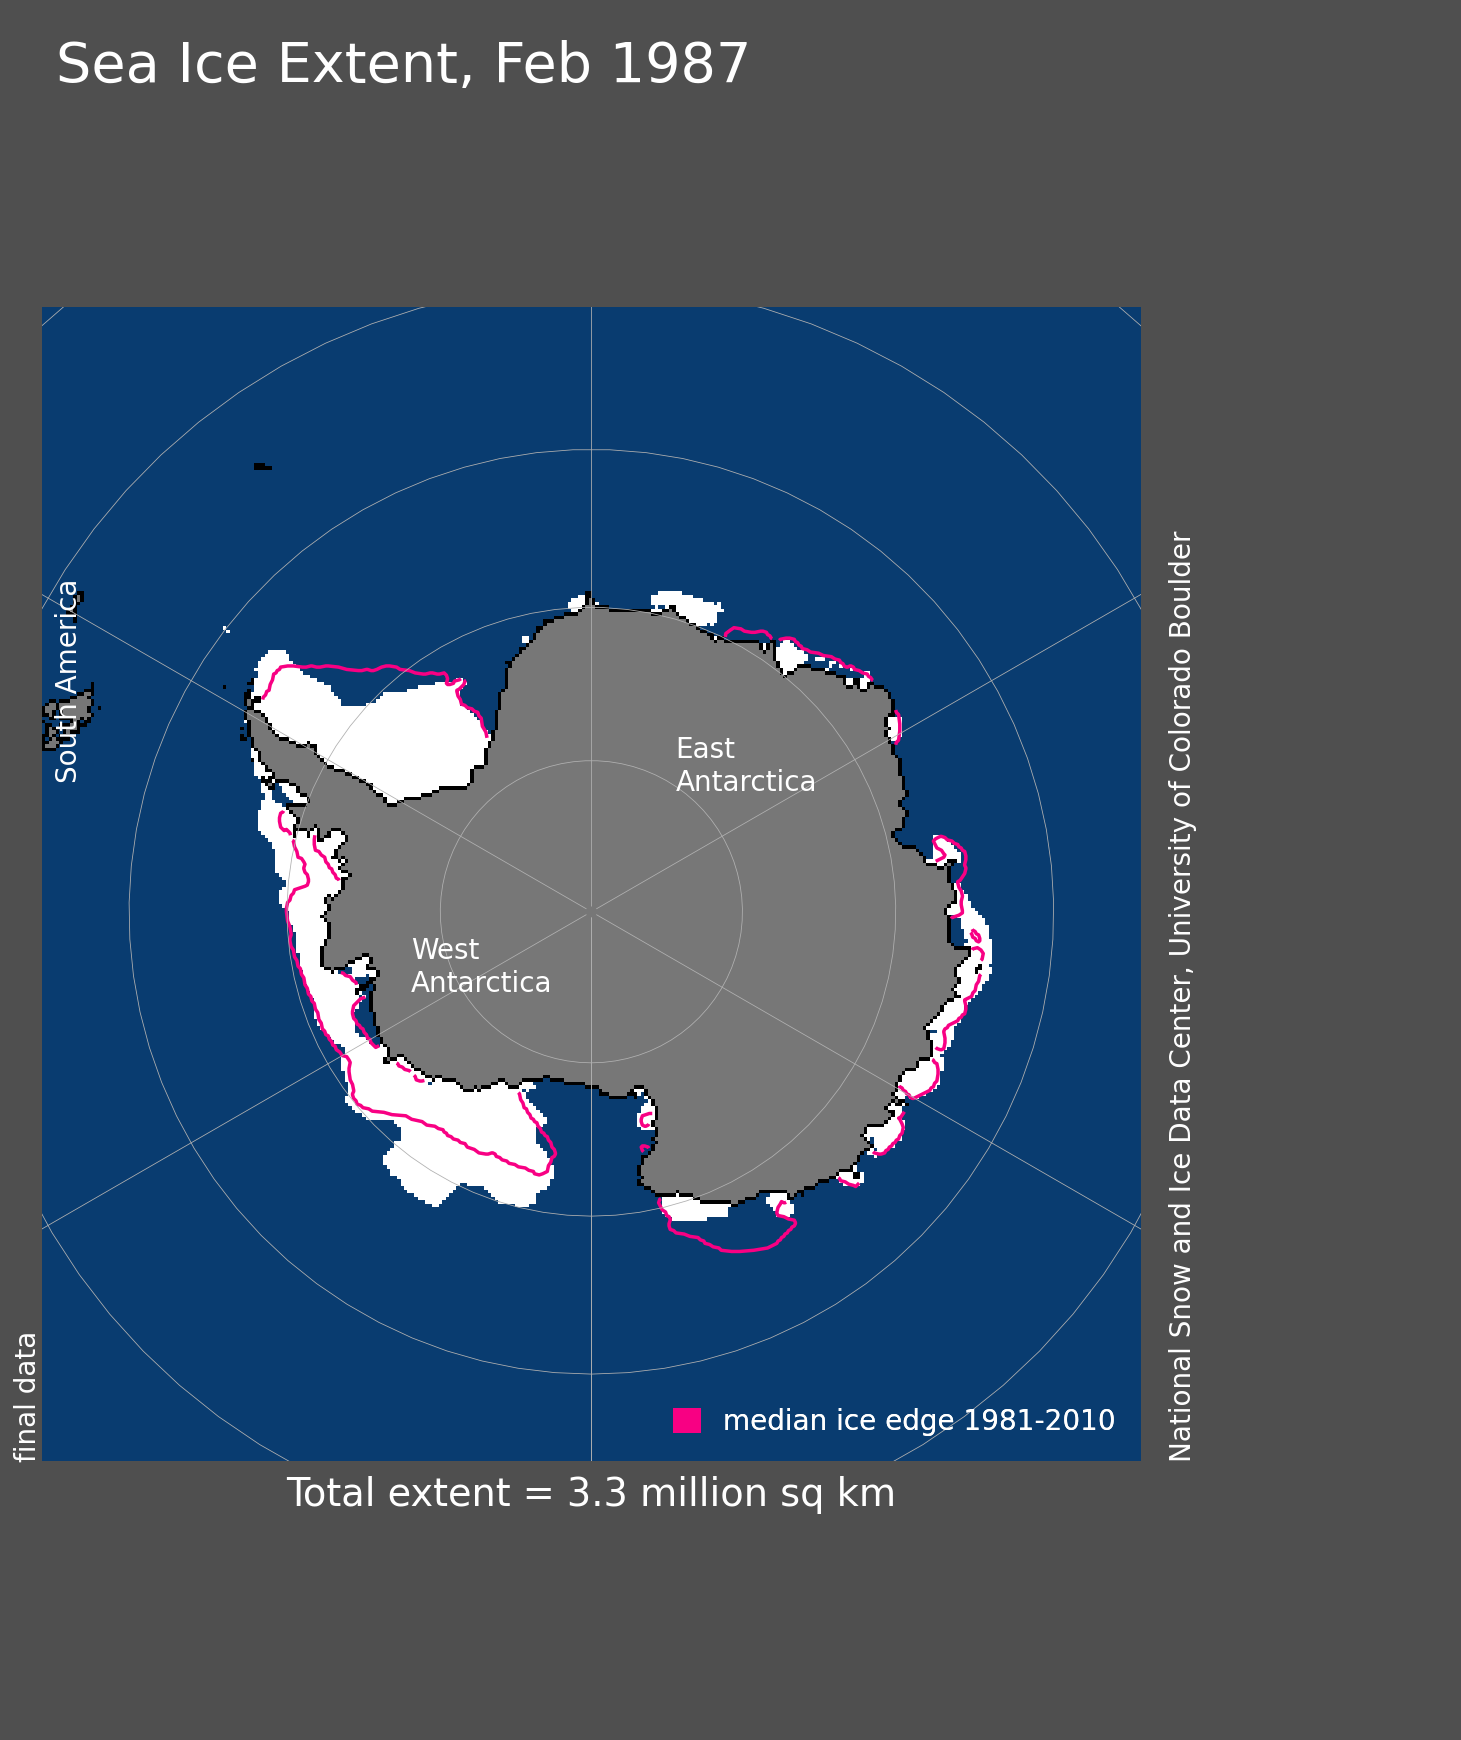 Sea Ice Extent, Feb 1987
South America
East
Antarctica
West
Antarctica
National Snow and Ice Data Center, University of Colorado Boulder
final data
median ice edge 1981-2010
Total extent = 3.3 million sq km